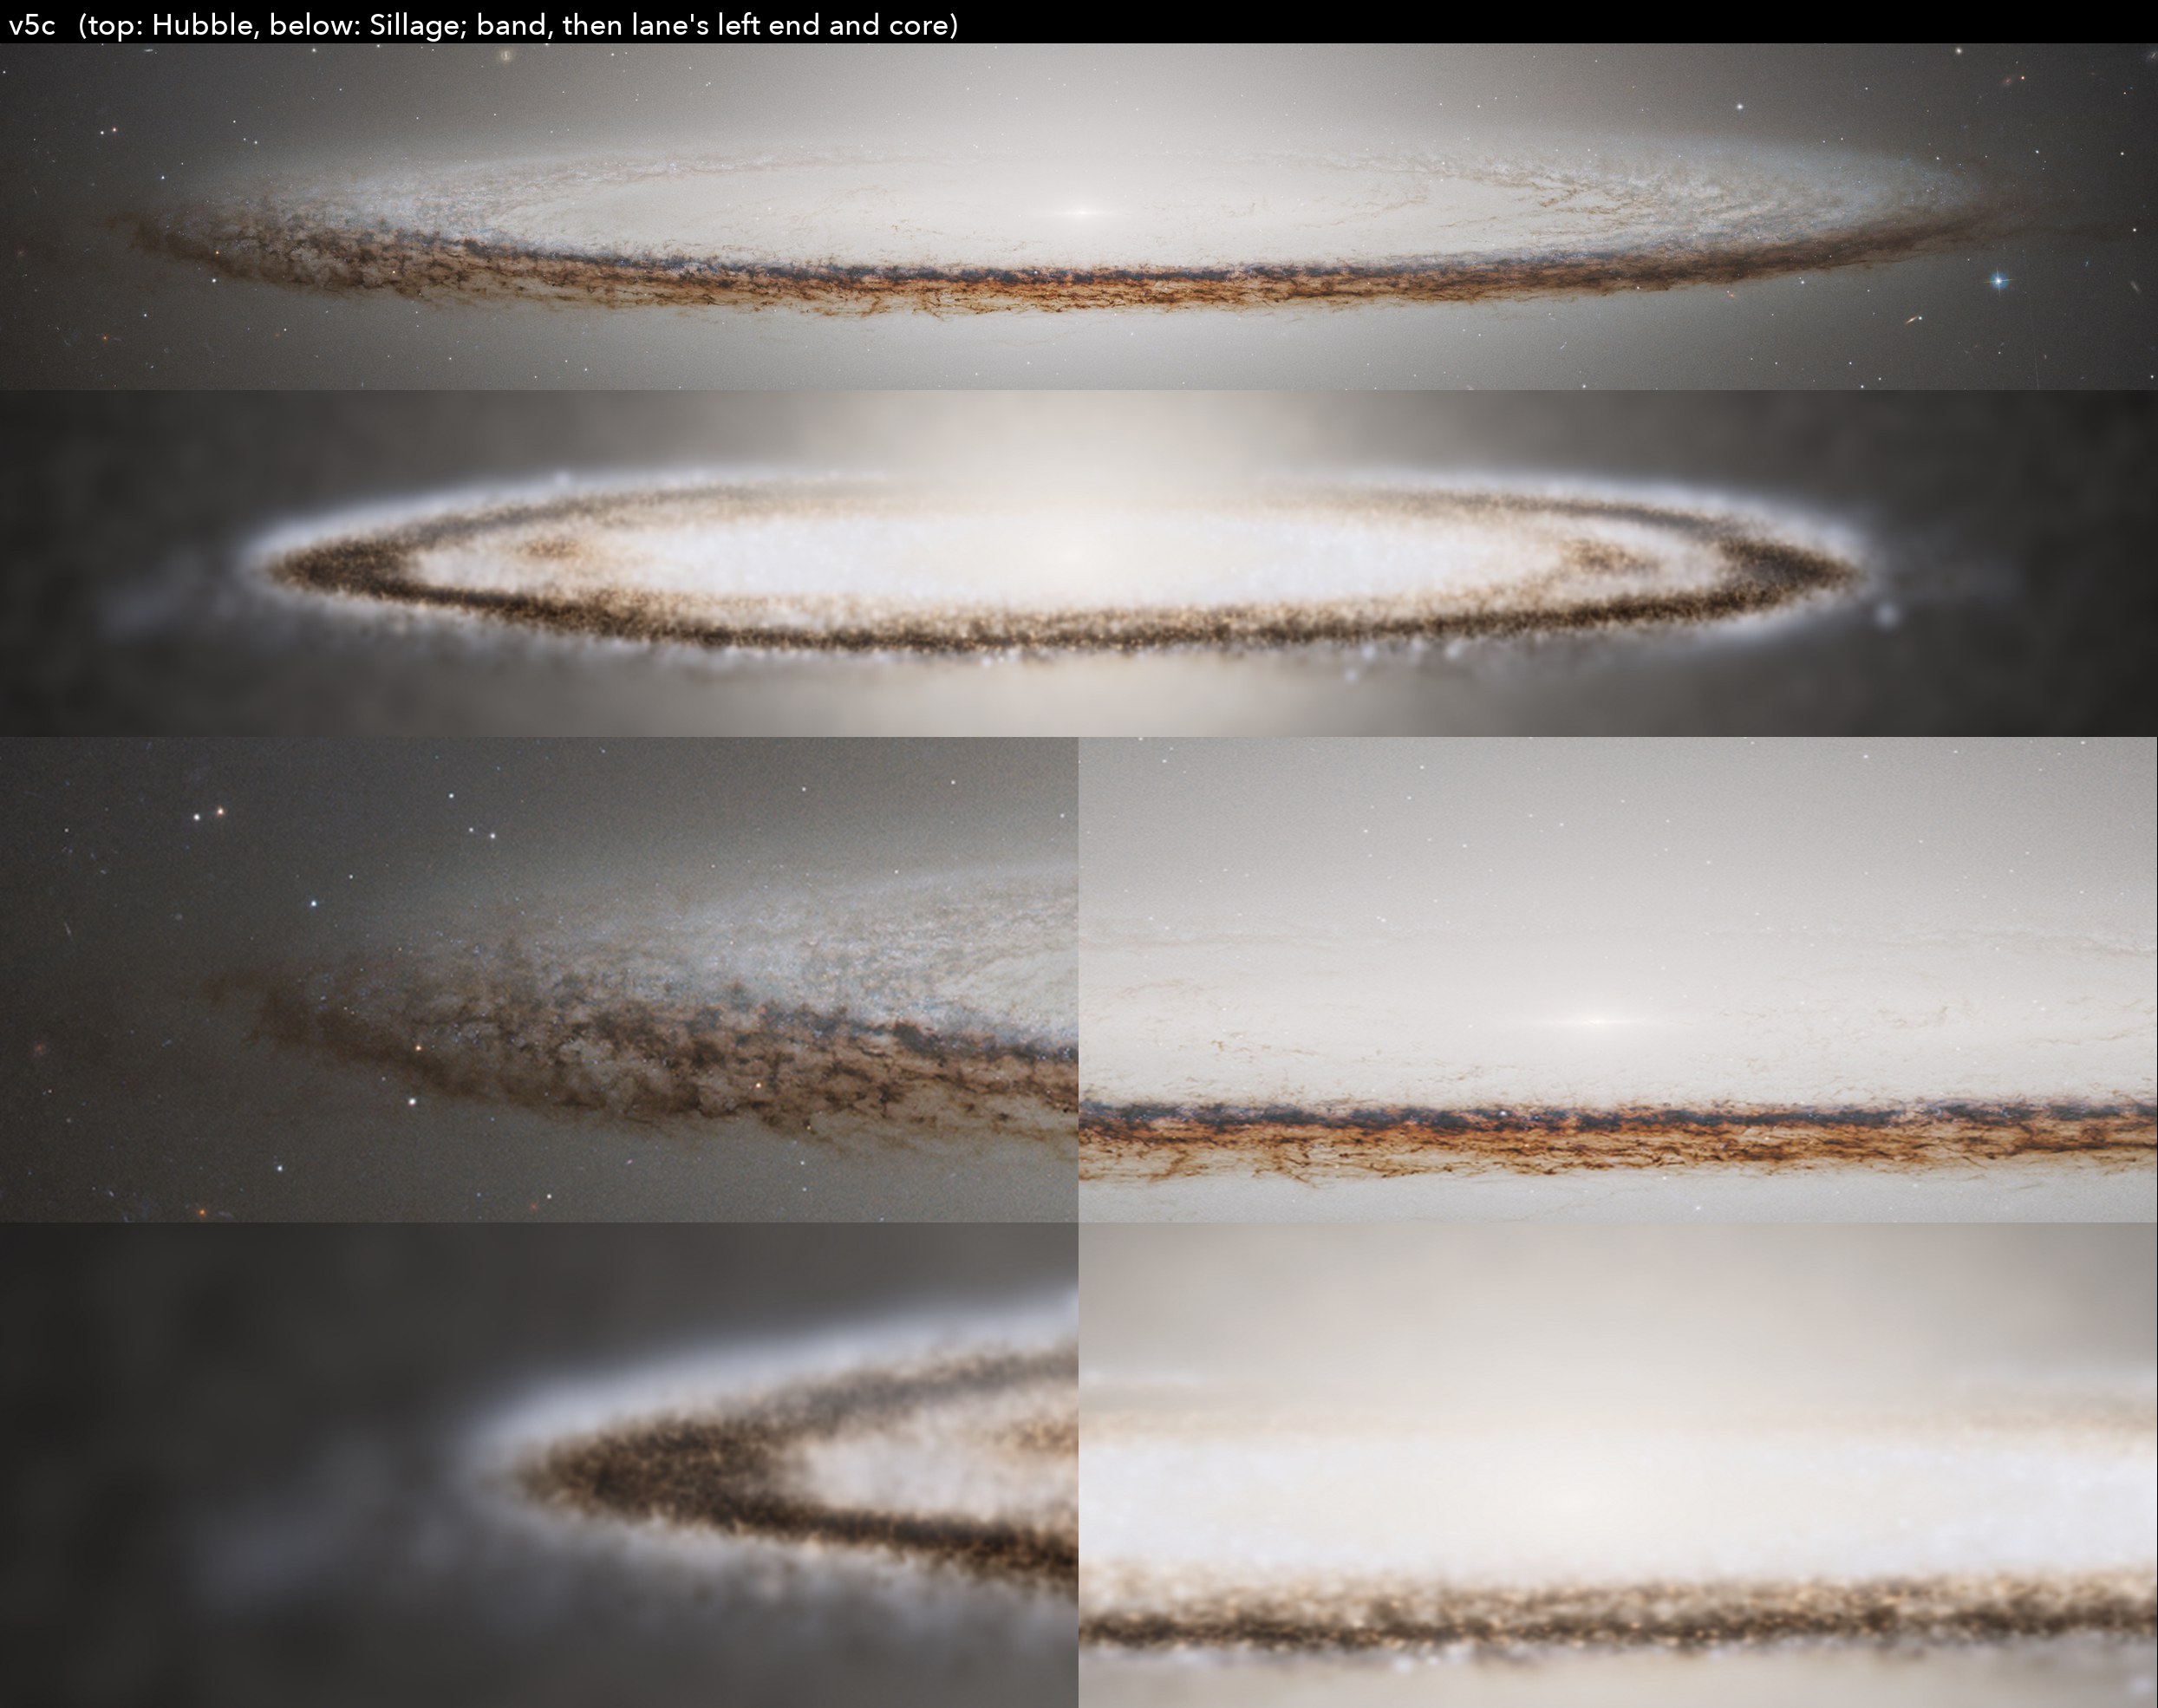 v5c (top: Hubble, below: Sillage; band, then lane's left end and core)